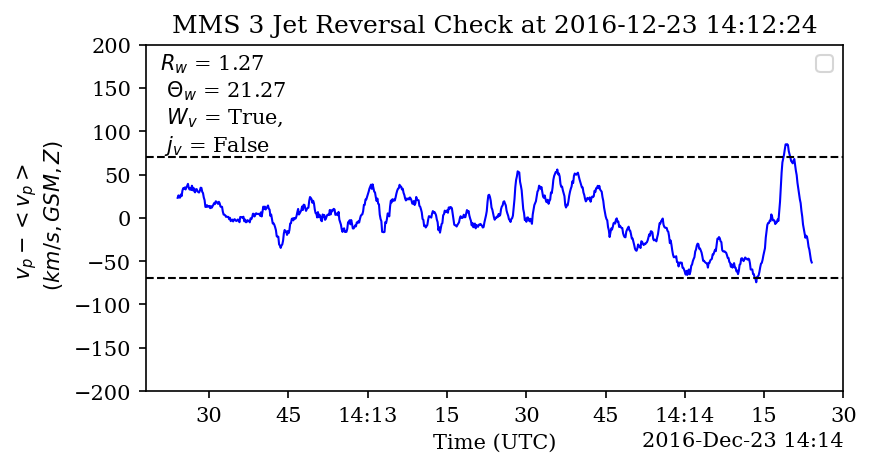 MMS 3 Jet Reversal Check at 2016-12-23 14:12:24
R_w = 1.27
Θ_w = 21.27
W_v = True,
j_v = False
200
150
100
50
0
−50
−100
−150
−200
v_p − < v_p >
(km/s, GSM, Z)
30 45 14:13 15 30 45 14:14 15 30
Time (UTC)
2016-Dec-23 14:14